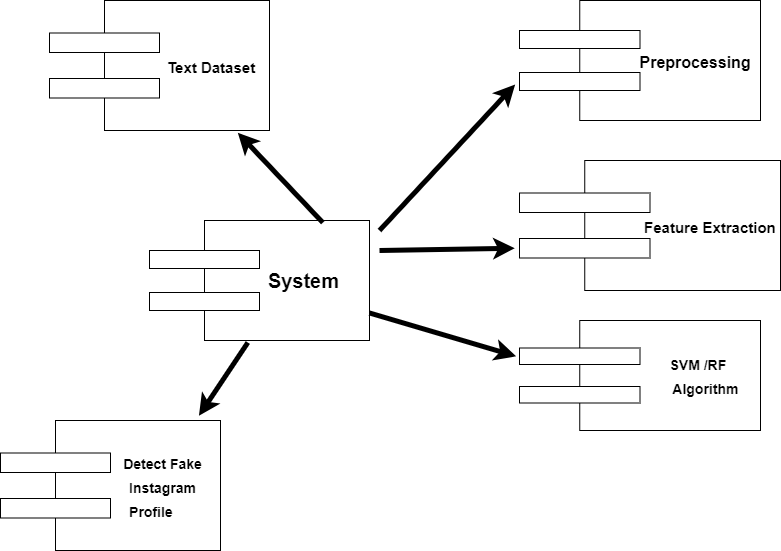 Text Dataset
Preprocessing
Feature Extraction
System
SVM /RF
Algorithm
Detect Fake
Instagram
Profile